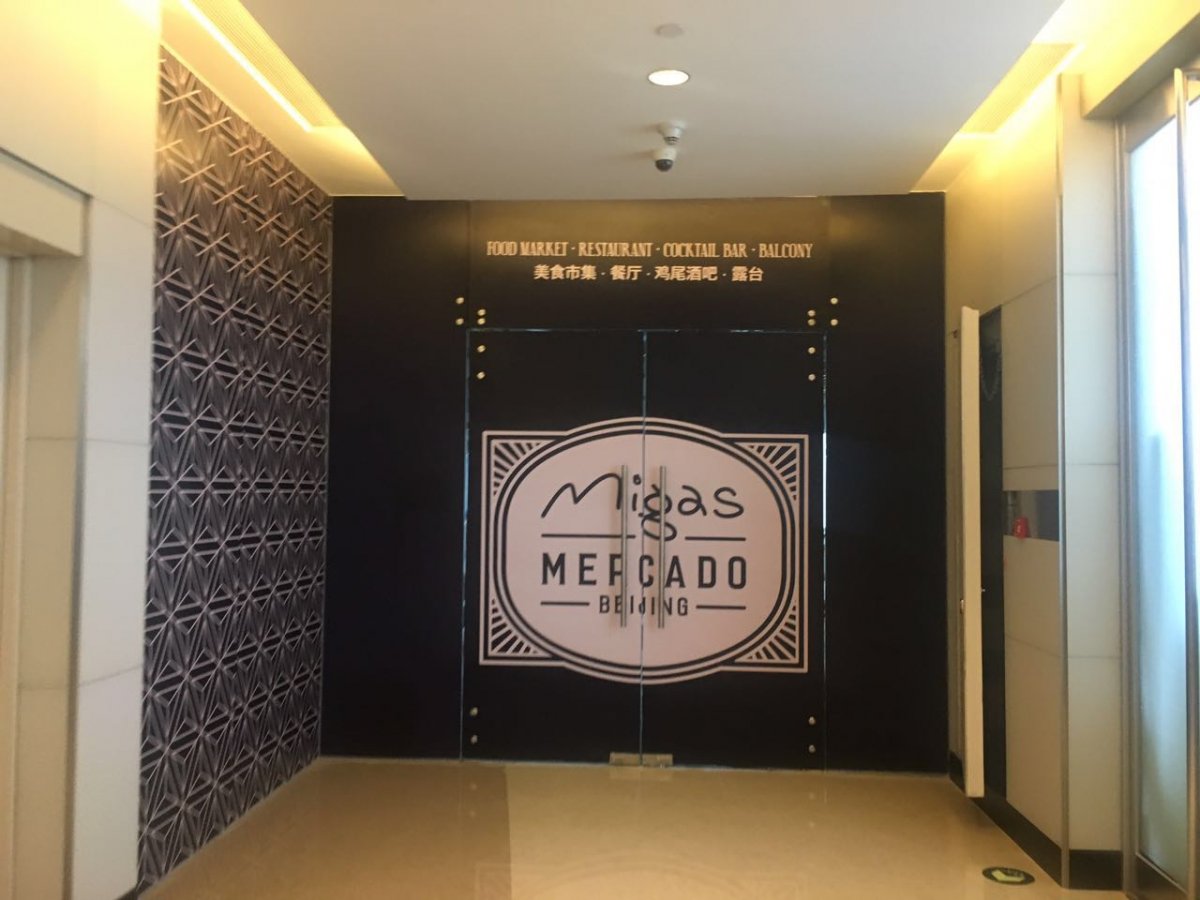 FOOD MARKET · RESTAURANT · COCKTAIL BAR · BALCONY
美食市集 · 餐厅 · 鸡尾酒吧 · 露台
Migas
MERCADO
BEIJING